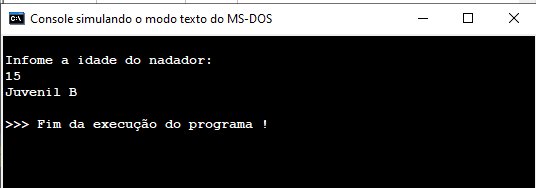 Console simulando o modo texto do MS-DOS
Infome a idade do nadador:
15
Juvenil B
>>> Fim da execução do programa !